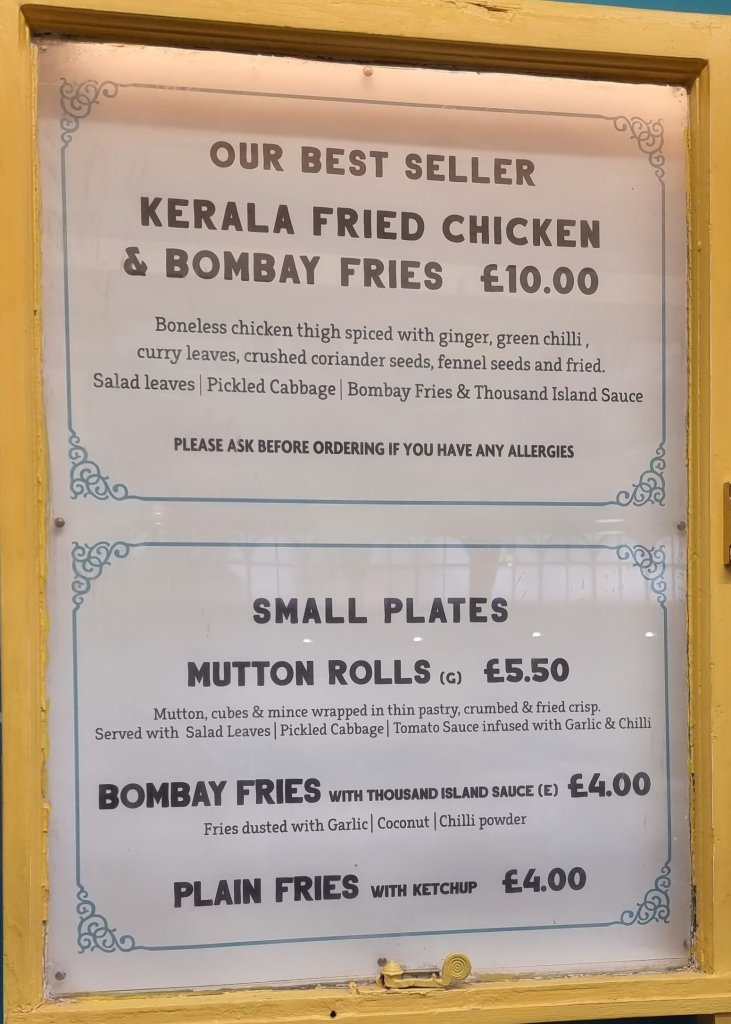 OUR BEST SELLER
KERALA FRIED CHICKEN
& BOMBAY FRIES £10.00
Boneless chicken thigh spiced with ginger, green chilli ,
curry leaves, crushed coriander seeds, fennel seeds and fried.
Salad leaves | Pickled Cabbage | Bombay Fries & Thousand Island Sauce
PLEASE ASK BEFORE ORDERING IF YOU HAVE ANY ALLERGIES
SMALL PLATES
MUTTON ROLLS (G) £5.50
Mutton, cubes & mince wrapped in thin pastry, crumbed & fried crisp.
Served with Salad Leaves | Pickled Cabbage | Tomato Sauce infused with Garlic & Chilli
BOMBAY FRIES WITH THOUSAND ISLAND SAUCE (E) £4.00
Fries dusted with Garlic | Coconut | Chilli powder
PLAIN FRIES WITH KETCHUP £4.00